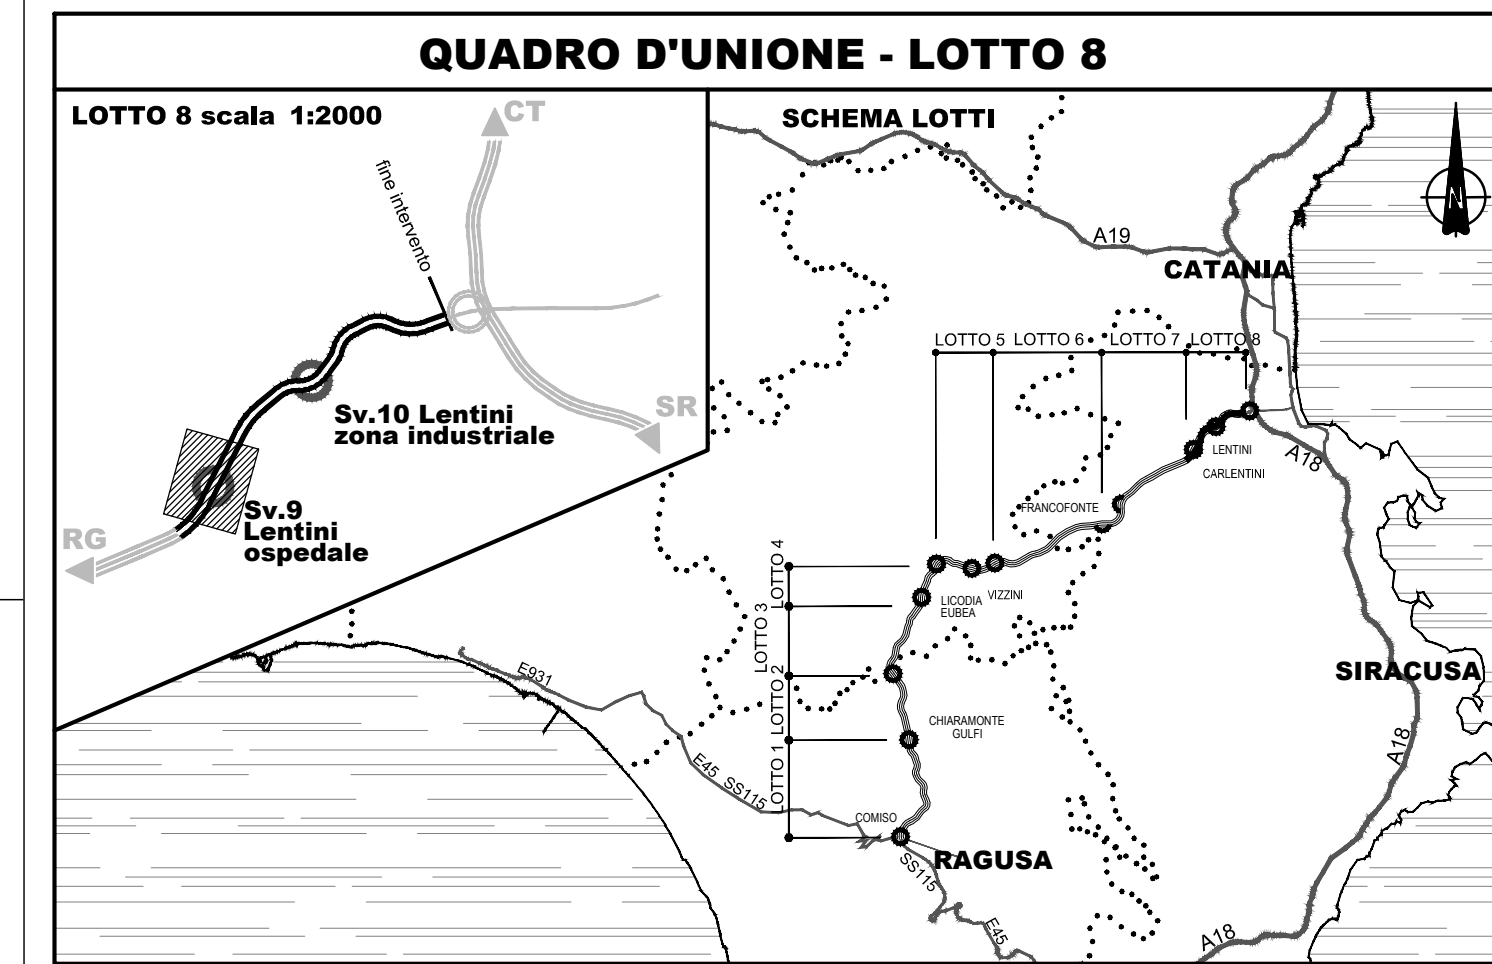 QUADRO D'UNIONE - LOTTO 8
LOTTO 8 scala 1:2000
CT
fine intervento
SR
Sv.10 Lentini
zona industriale
Sv.9
Lentini
ospedale
RG
SCHEMA LOTTI
N
A19
CATANIA
LOTTO 5
LOTTO 6
LOTTO 7
LOTTO 8
LENTINI
CARLENTINI
A18
FRANCOFONTE
LOTTO 4
LOTTO 3
LOTTO 2
LOTTO 1
LICODIA
EUBEA
VIZZINI
E931
SIRACUSA
CHIARAMONTE
GULFI
A18
E45 SS115
COMISO
RAGUSA
SS115
E45
A18